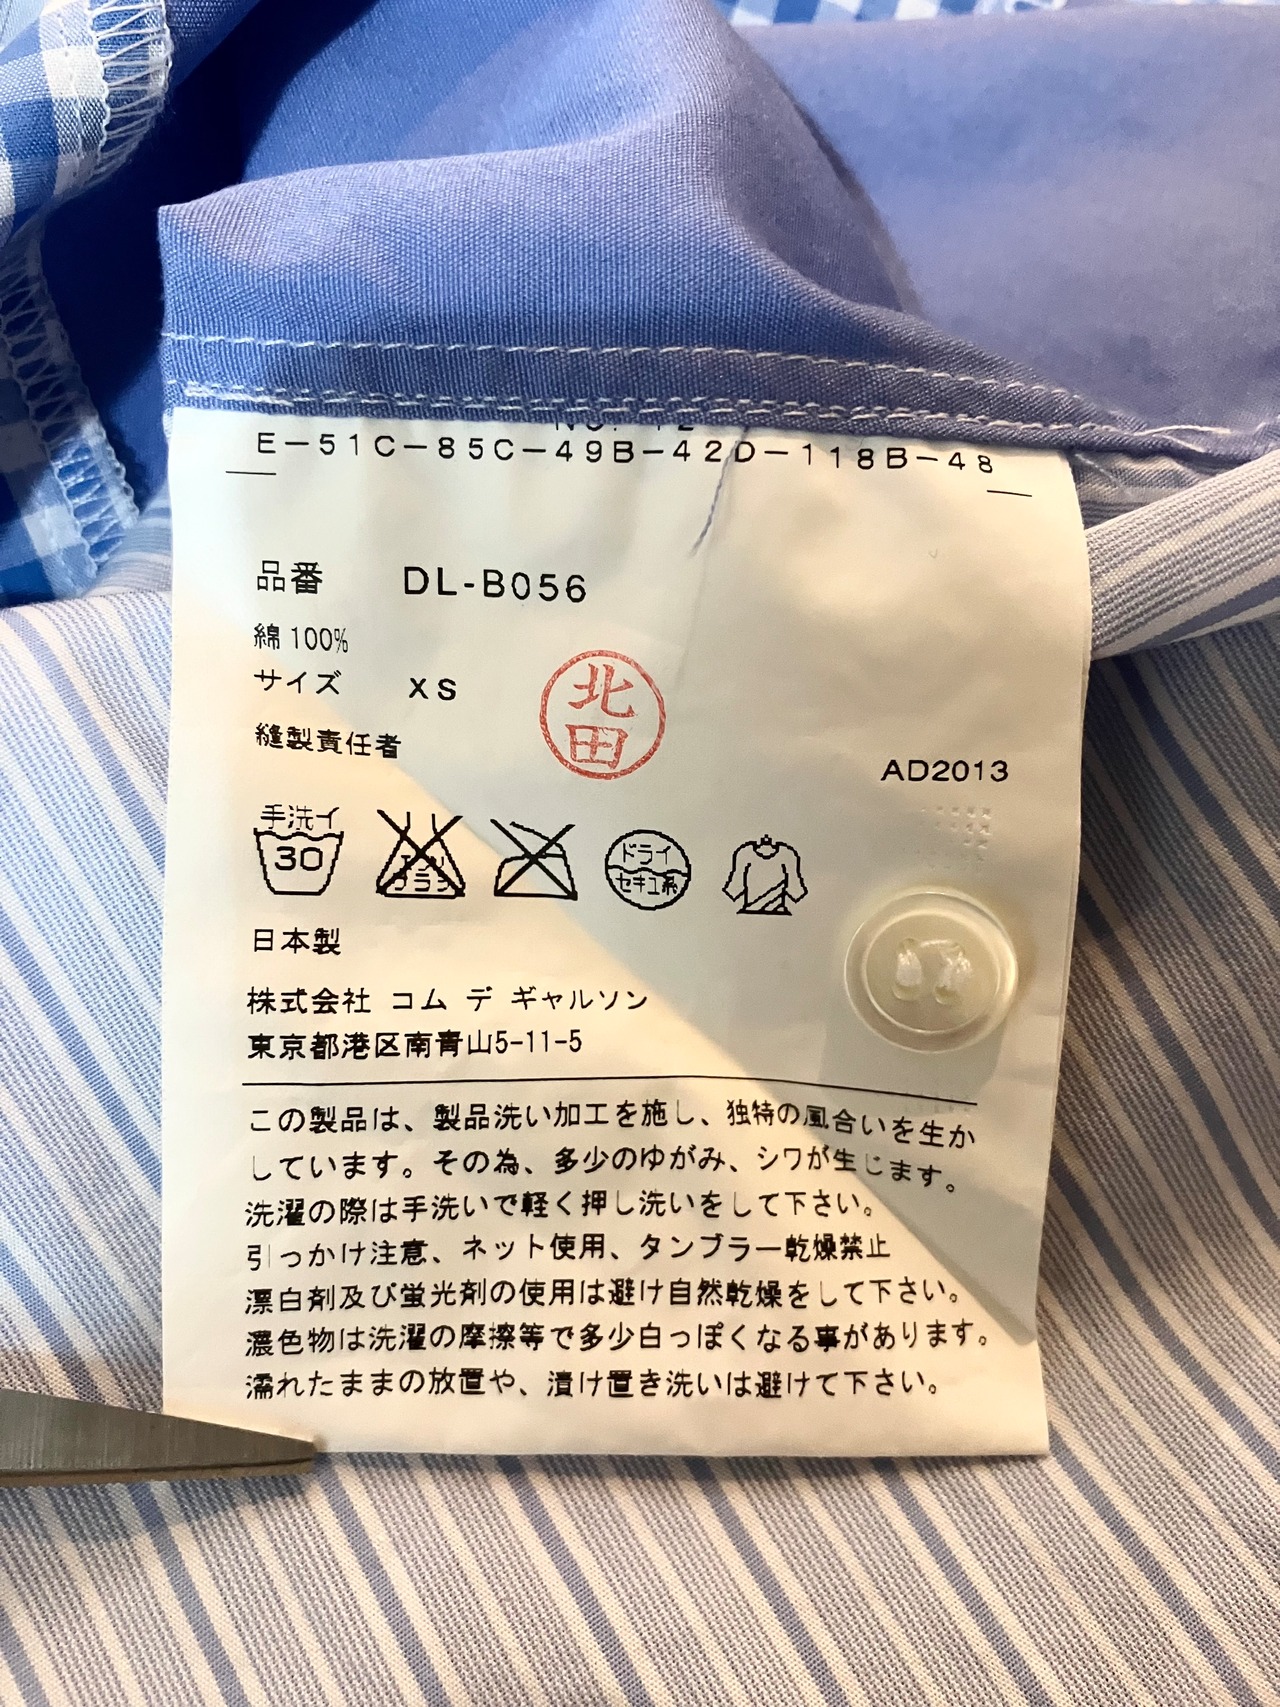 E-51C-85C-49B-42D-118B-48
品番 DL-B056
綿 100%
サイズ XS
北田
縫製責任者
AD2013
手洗イ
30
ドライ
セキユ系
日本製
株式会社 コム デ ギャルソン
東京都港区南青山5-11-5
この製品は、製品洗い加工を施し、独特の風合いを生か
しています。その為、多少のゆがみ、シワが生じます。
洗濯の際は手洗いで軽く押し洗いをして下さい。
引っかけ注意、ネット使用、タンブラー乾燥禁止
漂白剤及び蛍光剤の使用は避け自然乾燥をして下さい。
濃色物は洗濯の摩擦等で多少白っぽくなる事があります。
濡れたままの放置や、漬け置き洗いは避けて下さい。